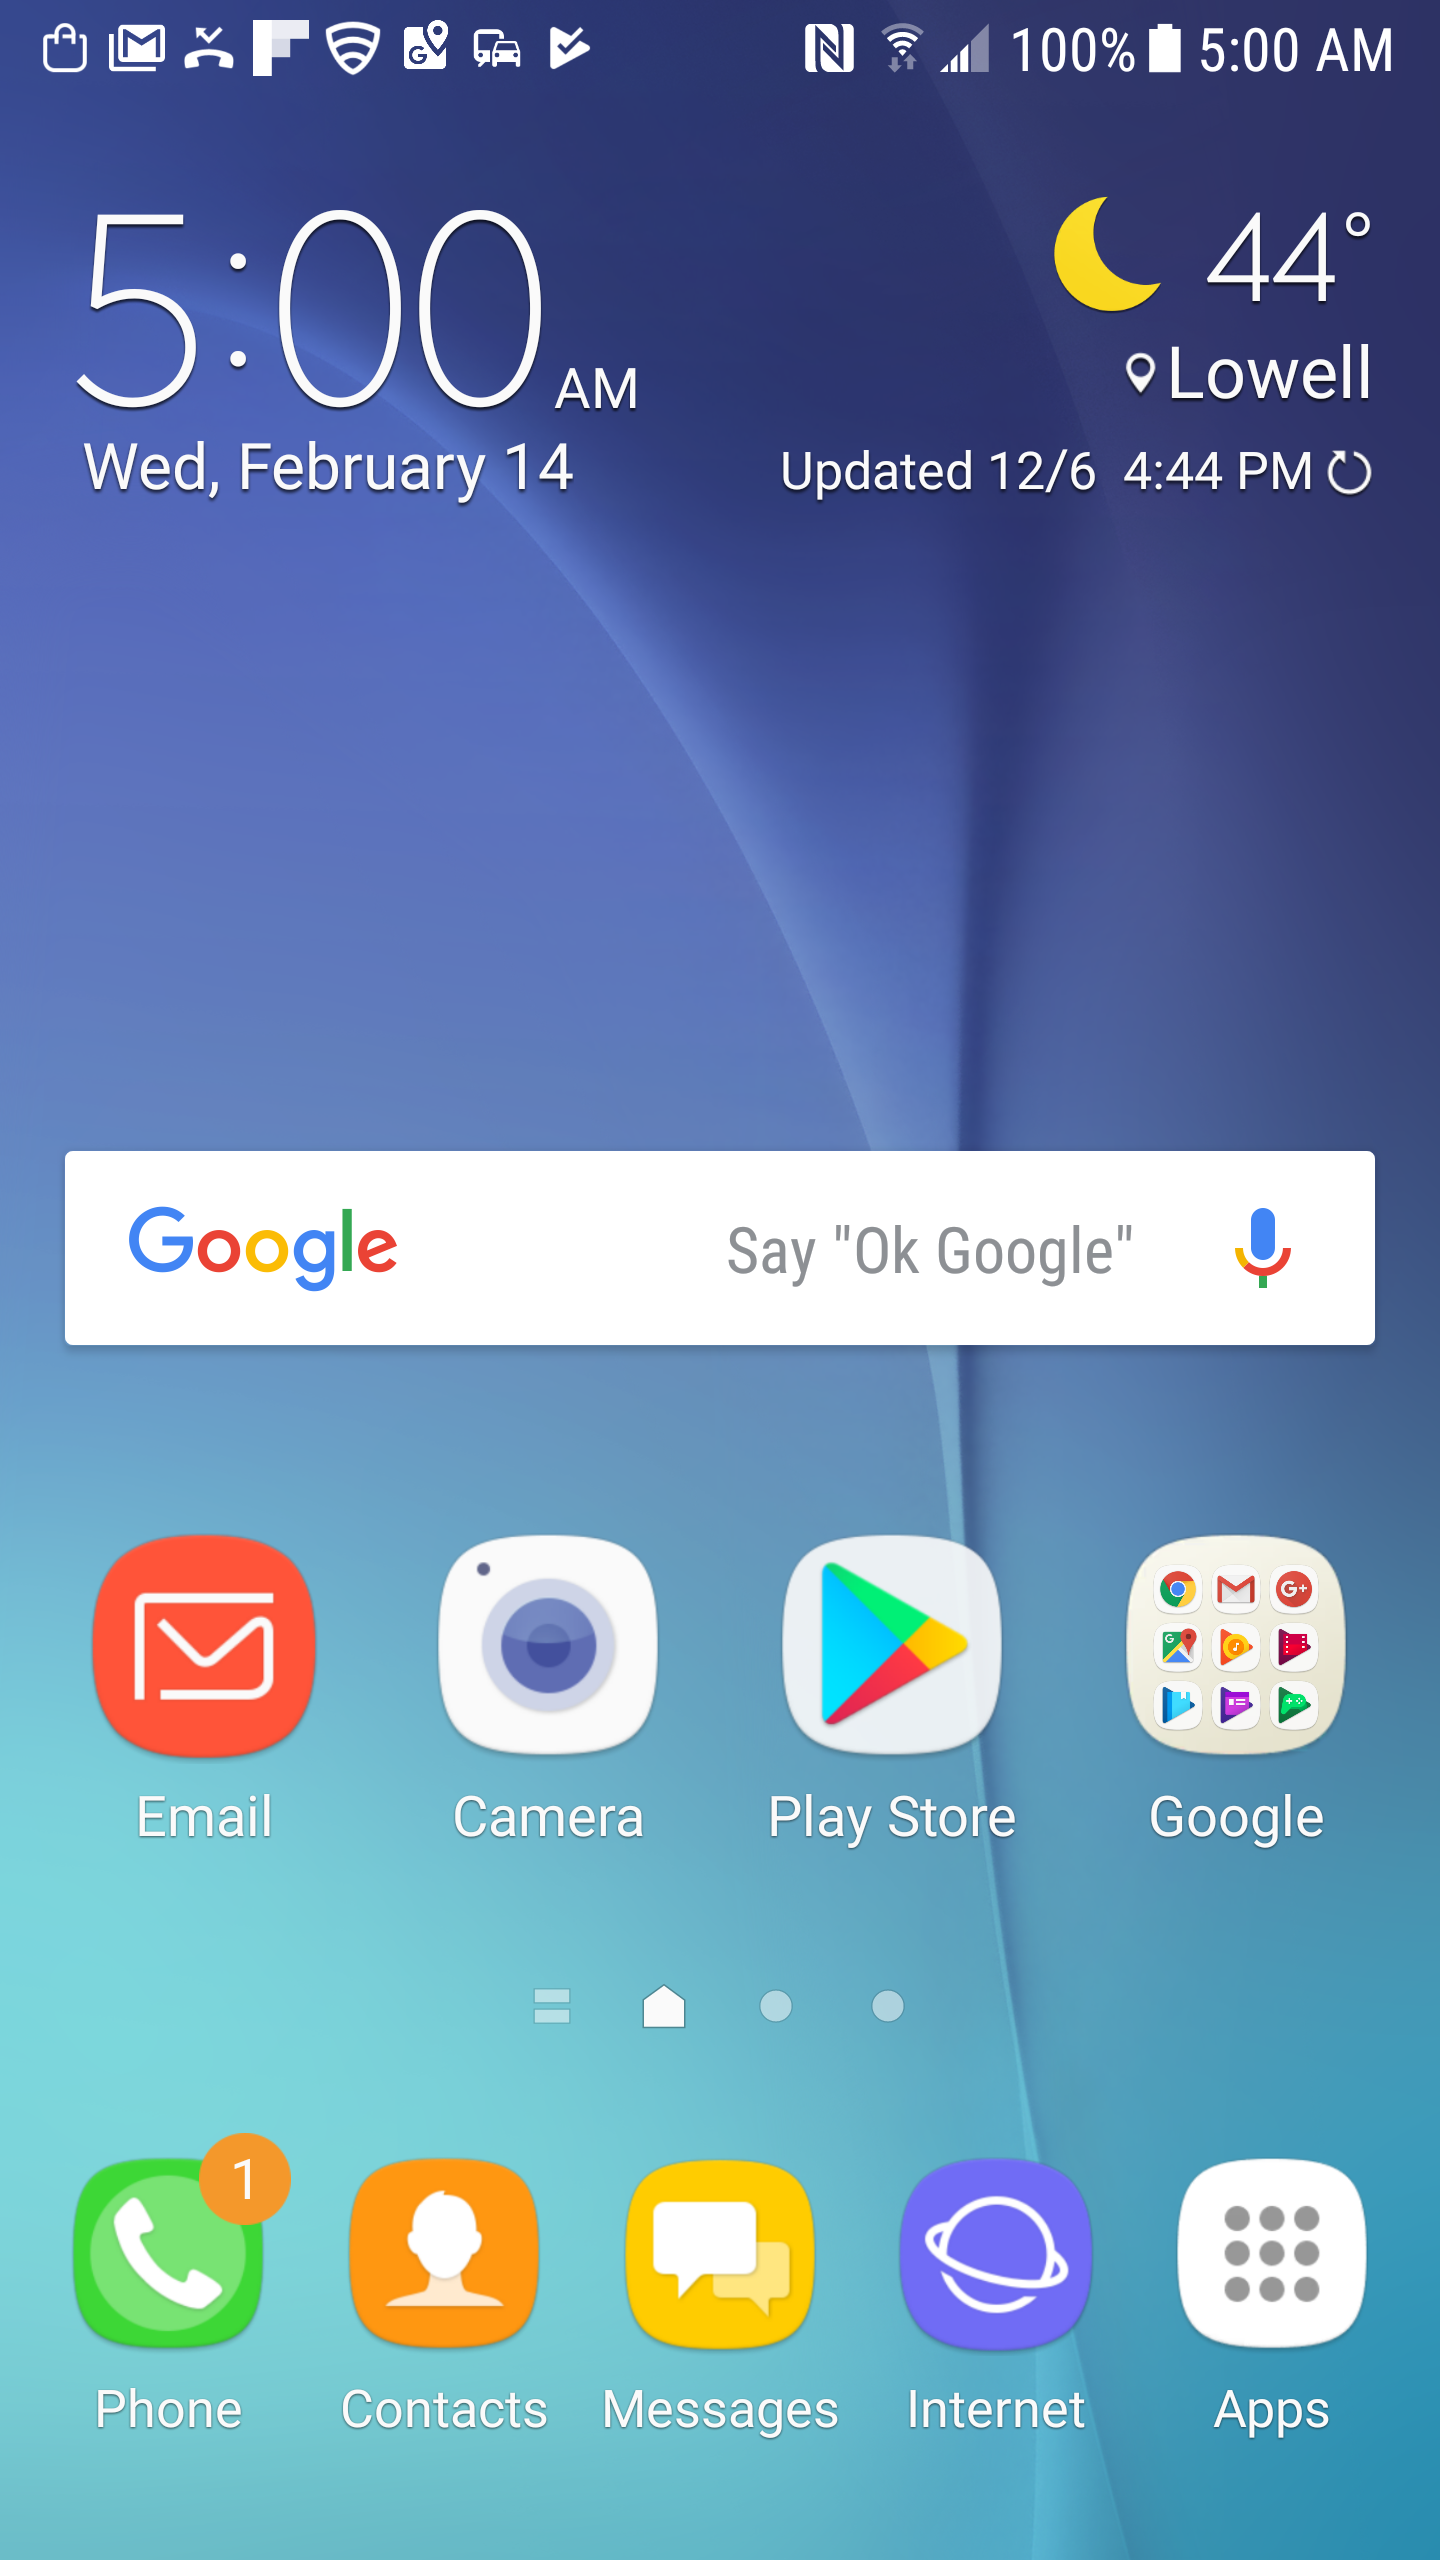 100% 5:00 AM
5:00 AM
44°
Lowell
Wed, February 14
Updated 12/6 4:44 PM
Google Say "Ok Google"
Email Camera Play Store Google
1
Phone Contacts Messages Internet Apps